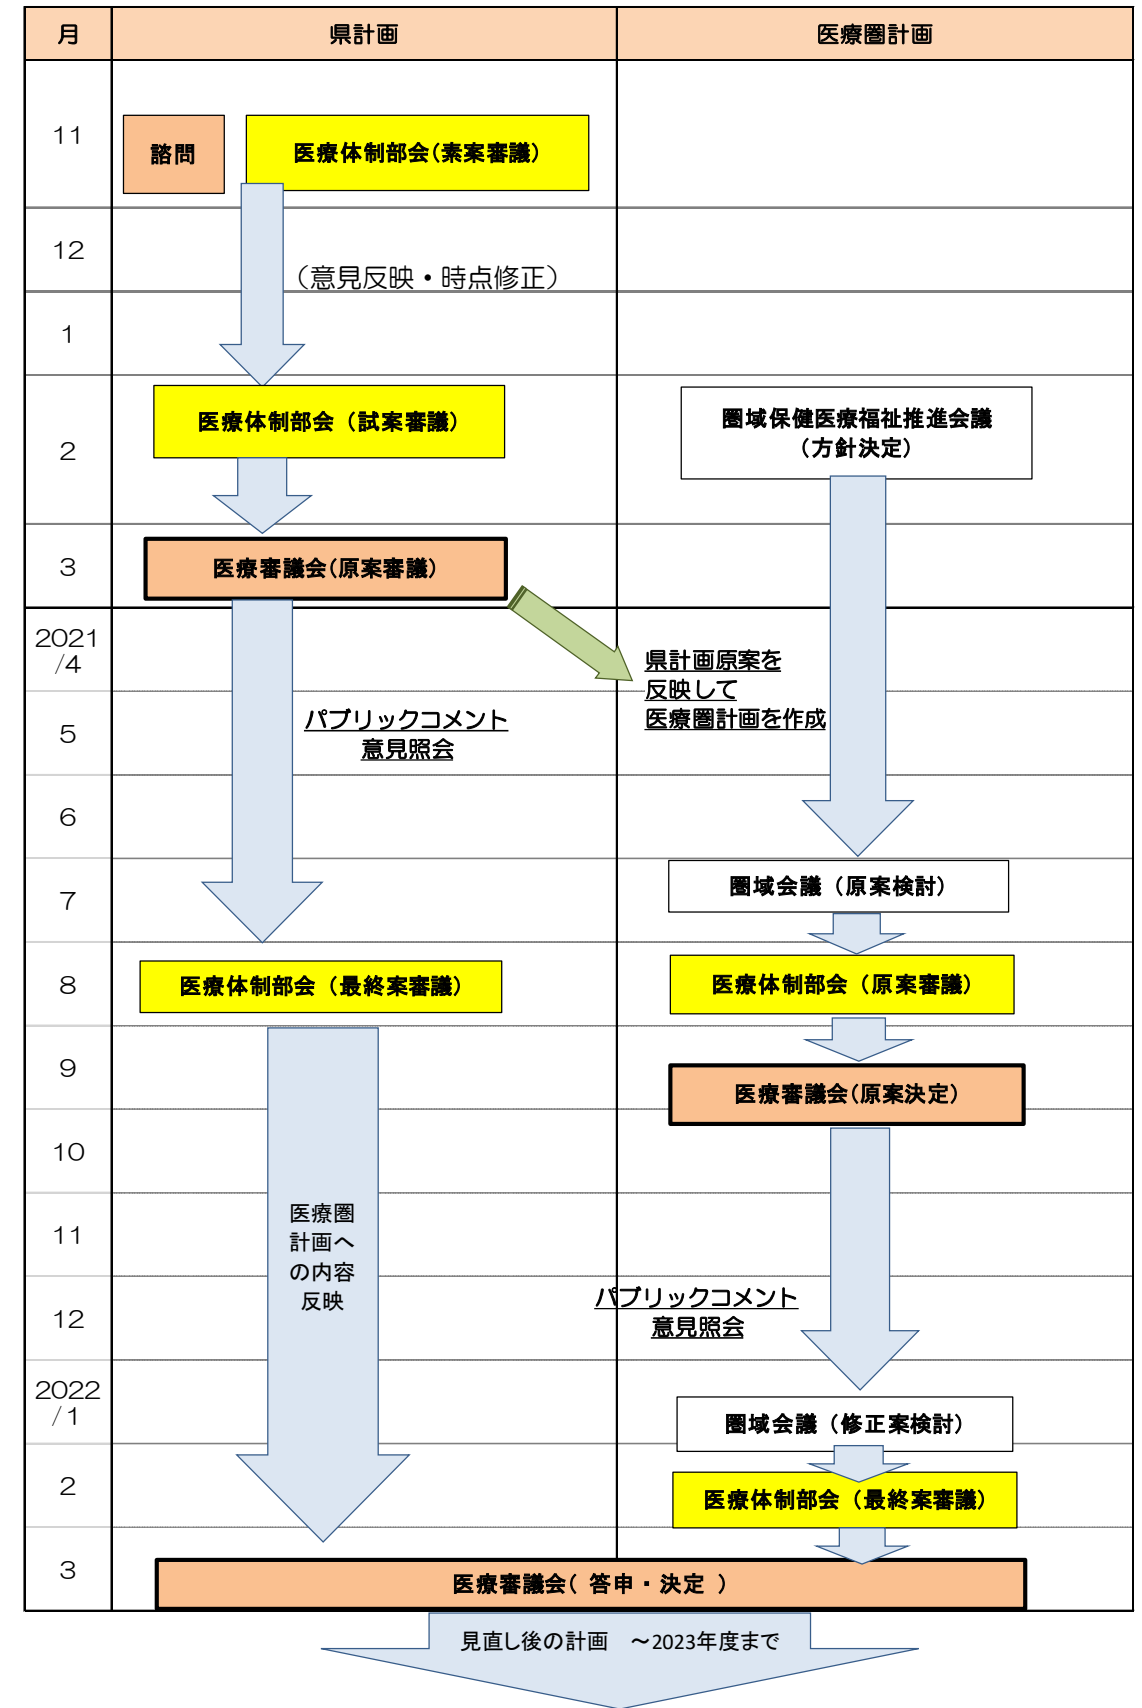 月
県計画
医療圏計画
11
諮問
医療体制部会(素案審議)
12
（意見反映・時点修正）
1
2
医療体制部会（試案審議）
圏域保健医療福祉推進会議
（方針決定）
3
医療審議会(原案審議)
2021
/4
県計画原案を
反映して
医療圏計画を作成
5
パブリックコメント
意見照会
6
7
圏域会議（原案検討）
8
医療体制部会（最終案審議）
医療体制部会（原案審議）
9
医療審議会(原案決定)
10
11
医療圏
計画へ
の内容
反映
12
パブリックコメント
意見照会
2022
/1
圏域会議（修正案検討）
2
医療体制部会（最終案審議）
3
医療審議会( 答申・決定 ）
見直し後の計画　～2023年度まで